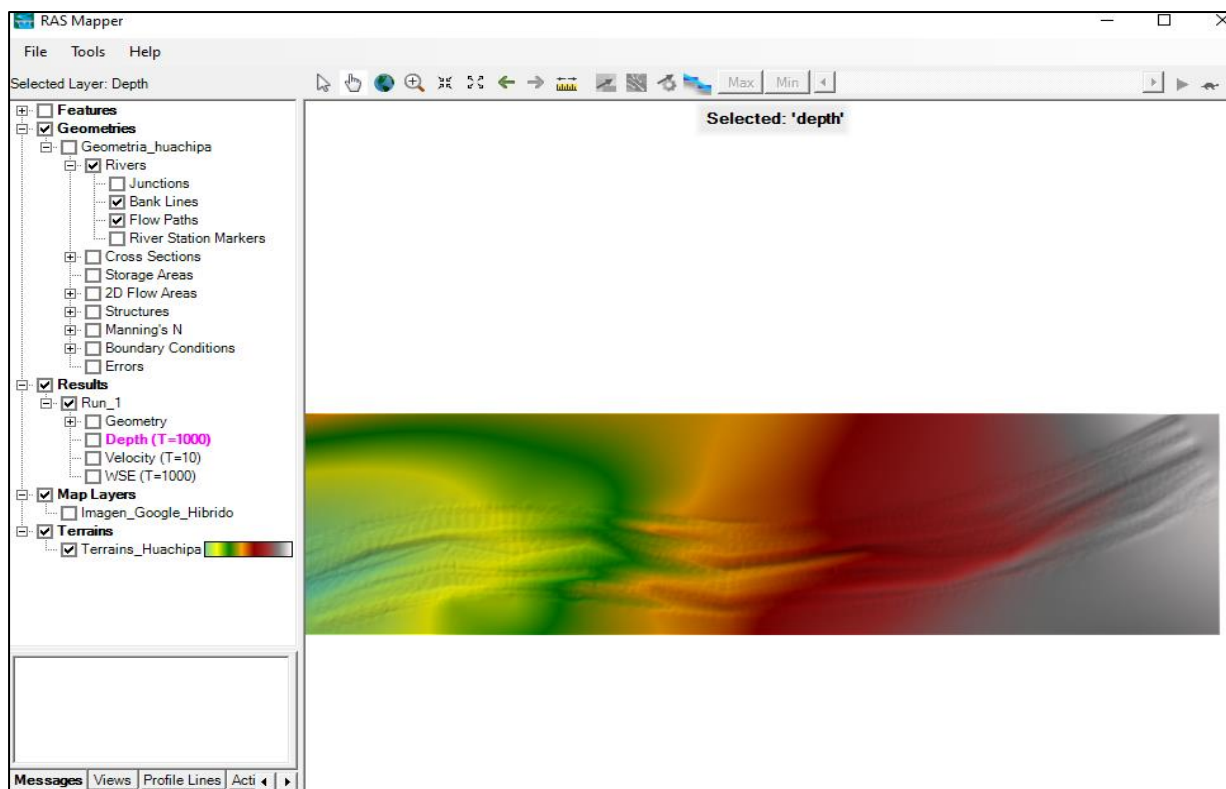 RAS Mapper
File Tools Help
Selected Layer: Depth
Max Min
Selected: 'depth'
Features
Geometries
Geometria_huachipa
Rivers
Junctions
Bank Lines
Flow Paths
River Station Markers
Cross Sections
Storage Areas
2D Flow Areas
Structures
Manning's N
Boundary Conditions
Errors
Results
Run_1
Geometry
Depth (T=1000)
Velocity (T=10)
WSE (T=1000)
Map Layers
Imagen_Google_Hibrido
Terrains
Terrains_Huachipa
Messages Views Profile Lines Acti